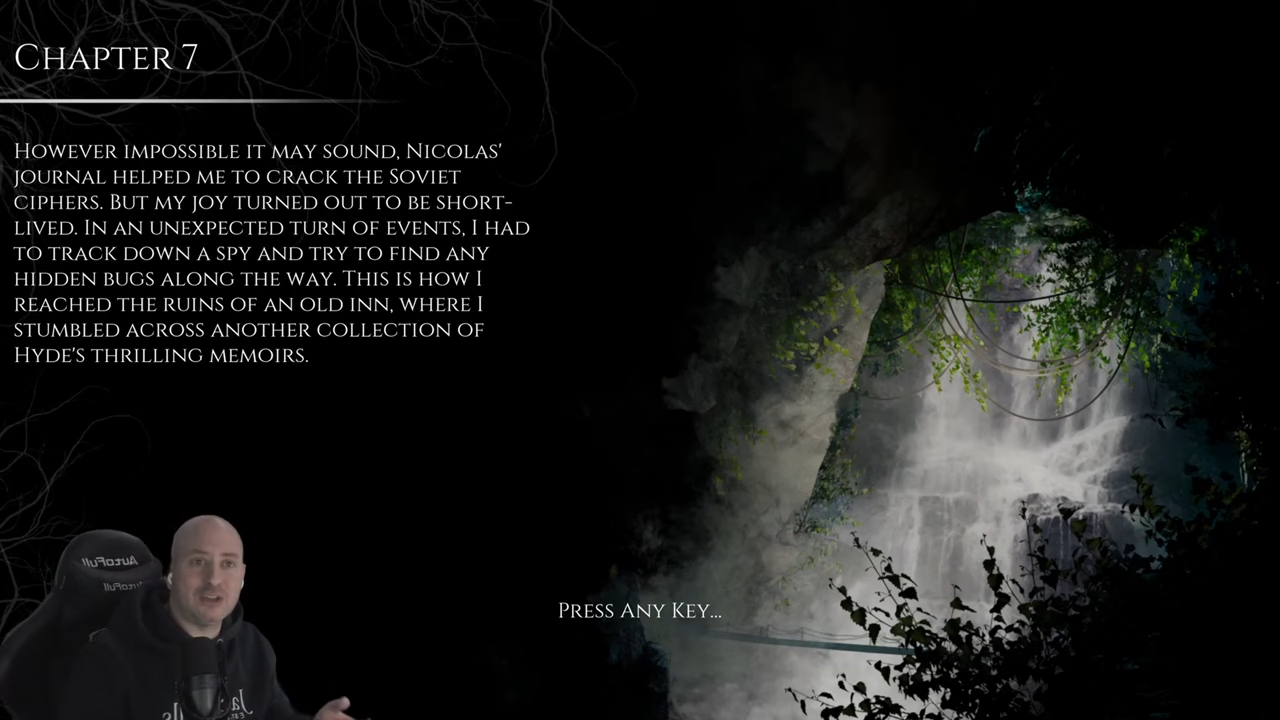 Chapter 7
However impossible it may sound, Nicolas'
journal helped me to crack the Soviet
ciphers. But my joy turned out to be short-
lived. In an unexpected turn of events, I had
to track down a spy and try to find any
hidden bugs along the way. This is how I
reached the ruins of an old inn, where I
stumbled across another collection of
Hyde's thrilling memoirs.
Press Any Key...
AutoFull
AutoFull